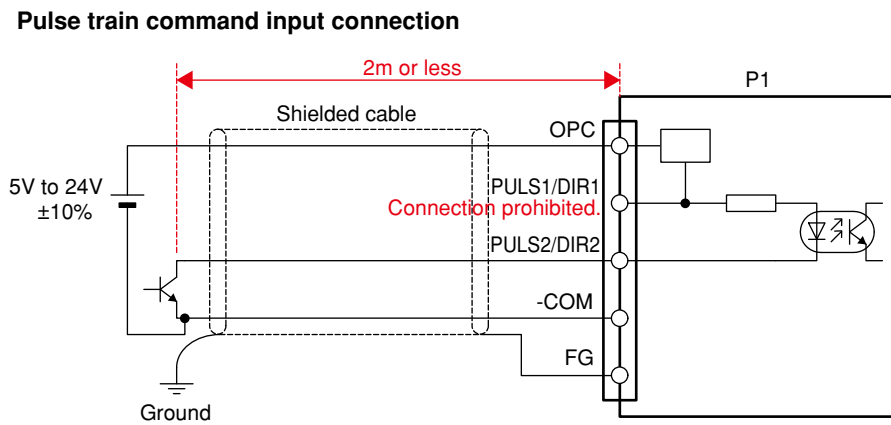 Pulse train command input connection
2m or less
P1
Shielded cable
OPC
5V to 24V
±10%
PULS1/DIR1
Connection prohibited.
PULS2/DIR2
-COM
FG
Ground